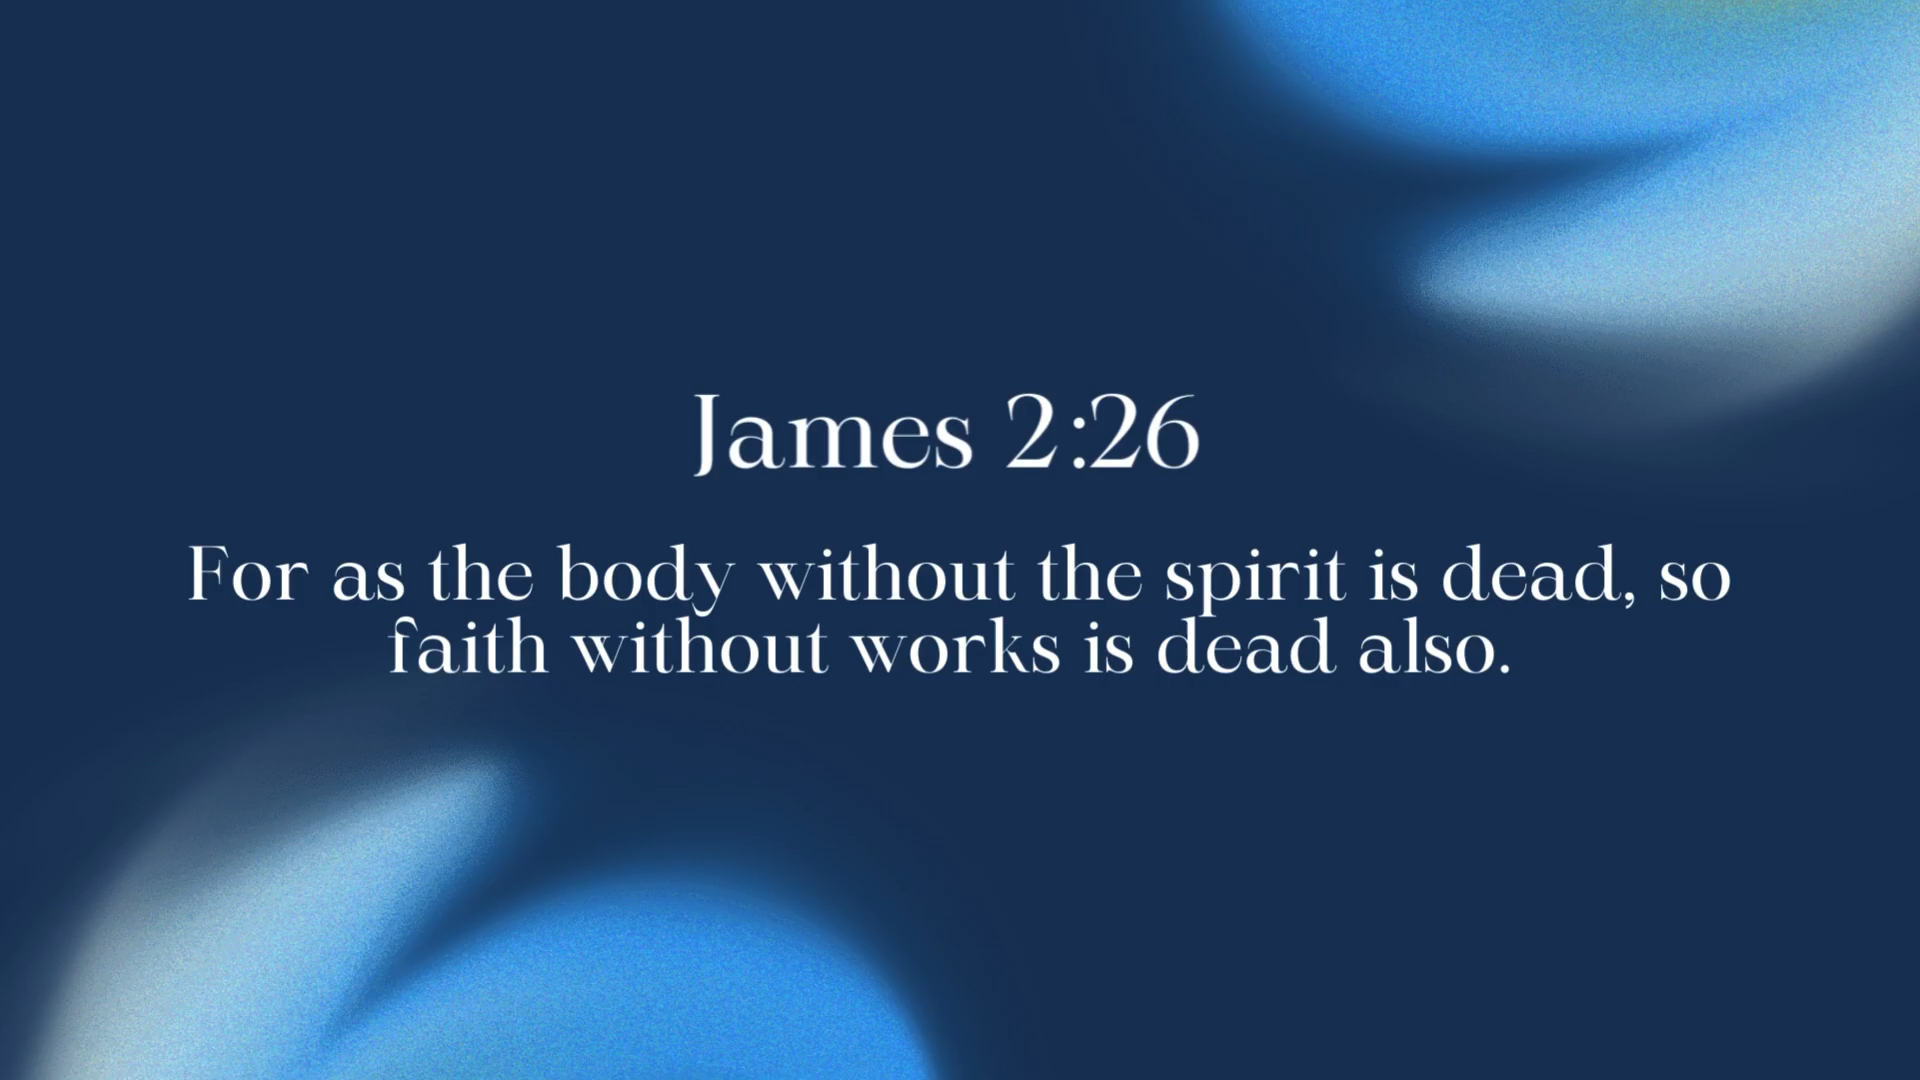 James 2:26
For as the body without the spirit is dead, so
faith without works is dead also.